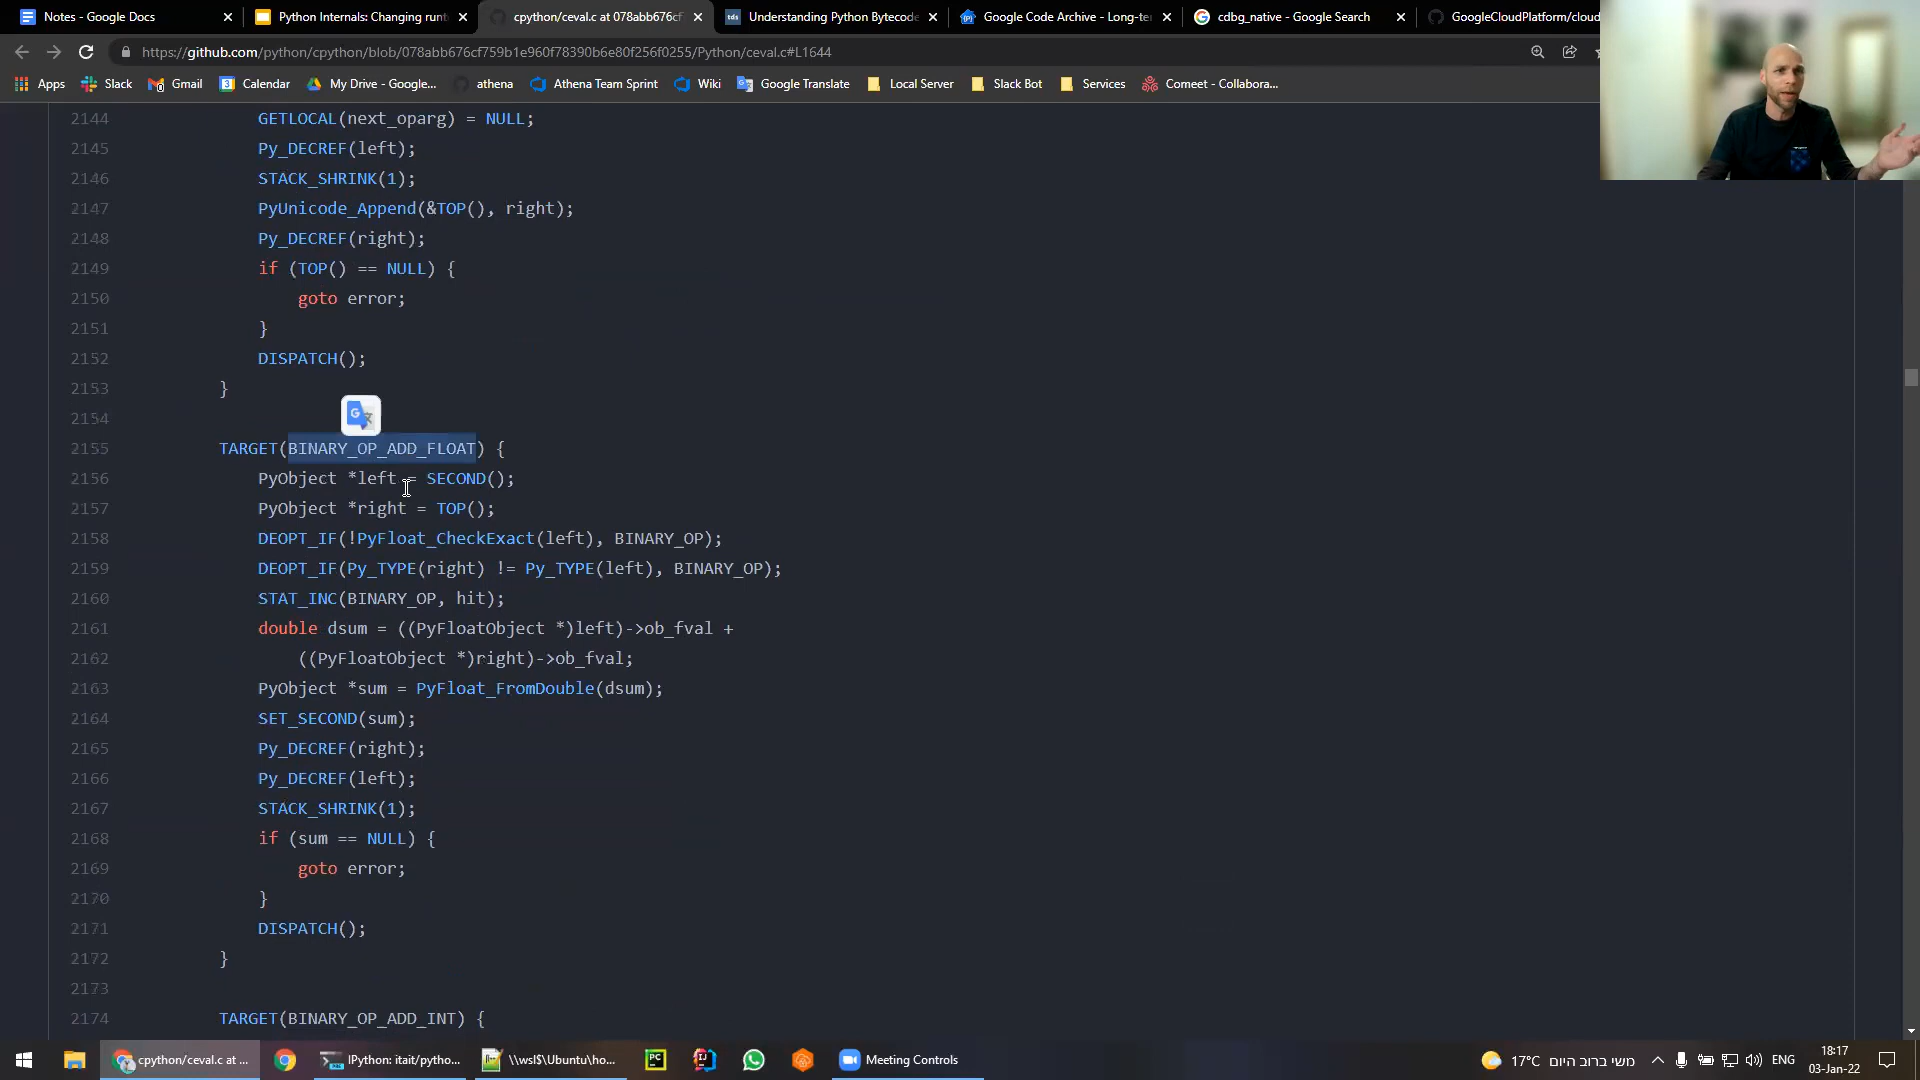 Notes - Google Docs
Python Internals: Changing runt
cpython/ceval.c at 078abb676cf
Understanding Python Bytecode
Google Code Archive - Long-te
cdbg_native - Google Search
GoogleCloudPlatform/cloud
https://github.com/python/cpython/blob/078abb676cf759b1e960f78390b6e80f256f0255/Python/ceval.c#L1644
Apps
Slack
Gmail
Calendar
My Drive - Google...
athena
Athena Team Sprint
Wiki
Google Translate
Local Server
Slack Bot
Services
Comeet - Collabora...
2144 GETLOCAL(next_oparg) = NULL;
2145 Py_DECREF(left);
2146 STACK_SHRINK(1);
2147 PyUnicode_Append(&TOP(), right);
2148 Py_DECREF(right);
2149 if (TOP() == NULL) {
2150 goto error;
2151 }
2152 DISPATCH();
2153 }
2154
2155 TARGET(BINARY_OP_ADD_FLOAT) {
2156 PyObject *left = SECOND();
2157 PyObject *right = TOP();
2158 DEOPT_IF(!PyFloat_CheckExact(left), BINARY_OP);
2159 DEOPT_IF(Py_TYPE(right) != Py_TYPE(left), BINARY_OP);
2160 STAT_INC(BINARY_OP, hit);
2161 double dsum = ((PyFloatObject *)left)->ob_fval +
2162 ((PyFloatObject *)right)->ob_fval;
2163 PyObject *sum = PyFloat_FromDouble(dsum);
2164 SET_SECOND(sum);
2165 Py_DECREF(right);
2166 Py_DECREF(left);
2167 STACK_SHRINK(1);
2168 if (sum == NULL) {
2169 goto error;
2170 }
2171 DISPATCH();
2172 }
2173
2174 TARGET(BINARY_OP_ADD_INT) {
cpython/ceval.c at ...
IPython: itait/pytho...
\\wsl$\Ubuntu\ho...
Meeting Controls
17°C משי ברוב היום
ENG
18:17
03-Jan-22